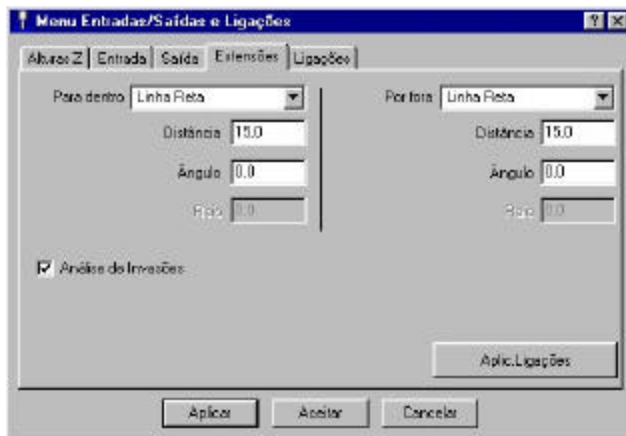 Menu Entradas/Saídas e Ligações
Alturas Z Entrada Saída Extensões Ligações
Para dentro Linha Reta Por fora Linha Reta
Distância 15.0 Distância 15.0
Ângulo 0.0 Ângulo 0.0
Raio 0.0 Raio 0.0
Análise de Invasões
Aplic.Ligações
Aplicar Aceitar Cancelar